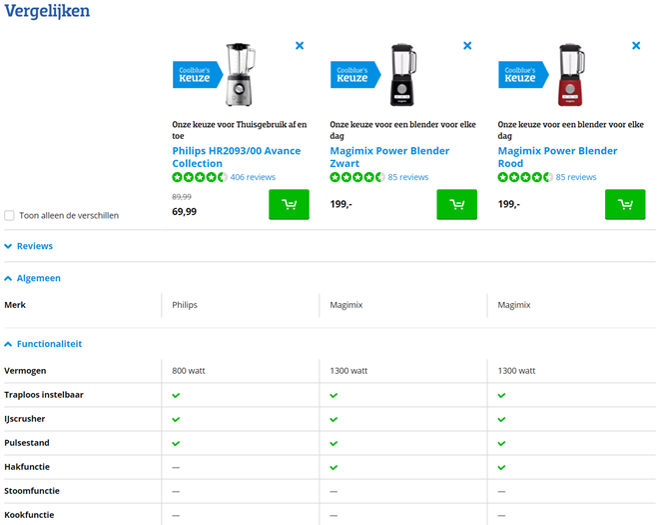 Vergelijken
Coolblue's Keuze
Coolblue's Keuze
Coolblue's Keuze
Onze keuze voor Thuisgebruik af en toe
Onze keuze voor een blender voor elke dag
Onze keuze voor een blender voor elke dag
Philips HR2093/00 Avance Collection
Magimix Power Blender Zwart
Magimix Power Blender Rood
406 reviews
85 reviews
85 reviews
89,99
69,99
199,-
199,-
Toon alleen de verschillen
Reviews
Algemeen
Merk Philips Magimix Magimix
Functionaliteit
Vermogen 800 watt 1300 watt 1300 watt
Traploos instelbaar
IJscrusher
Pulsestand
Hakfunctie —
Stoomfunctie — — —
Kookfunctie — — —